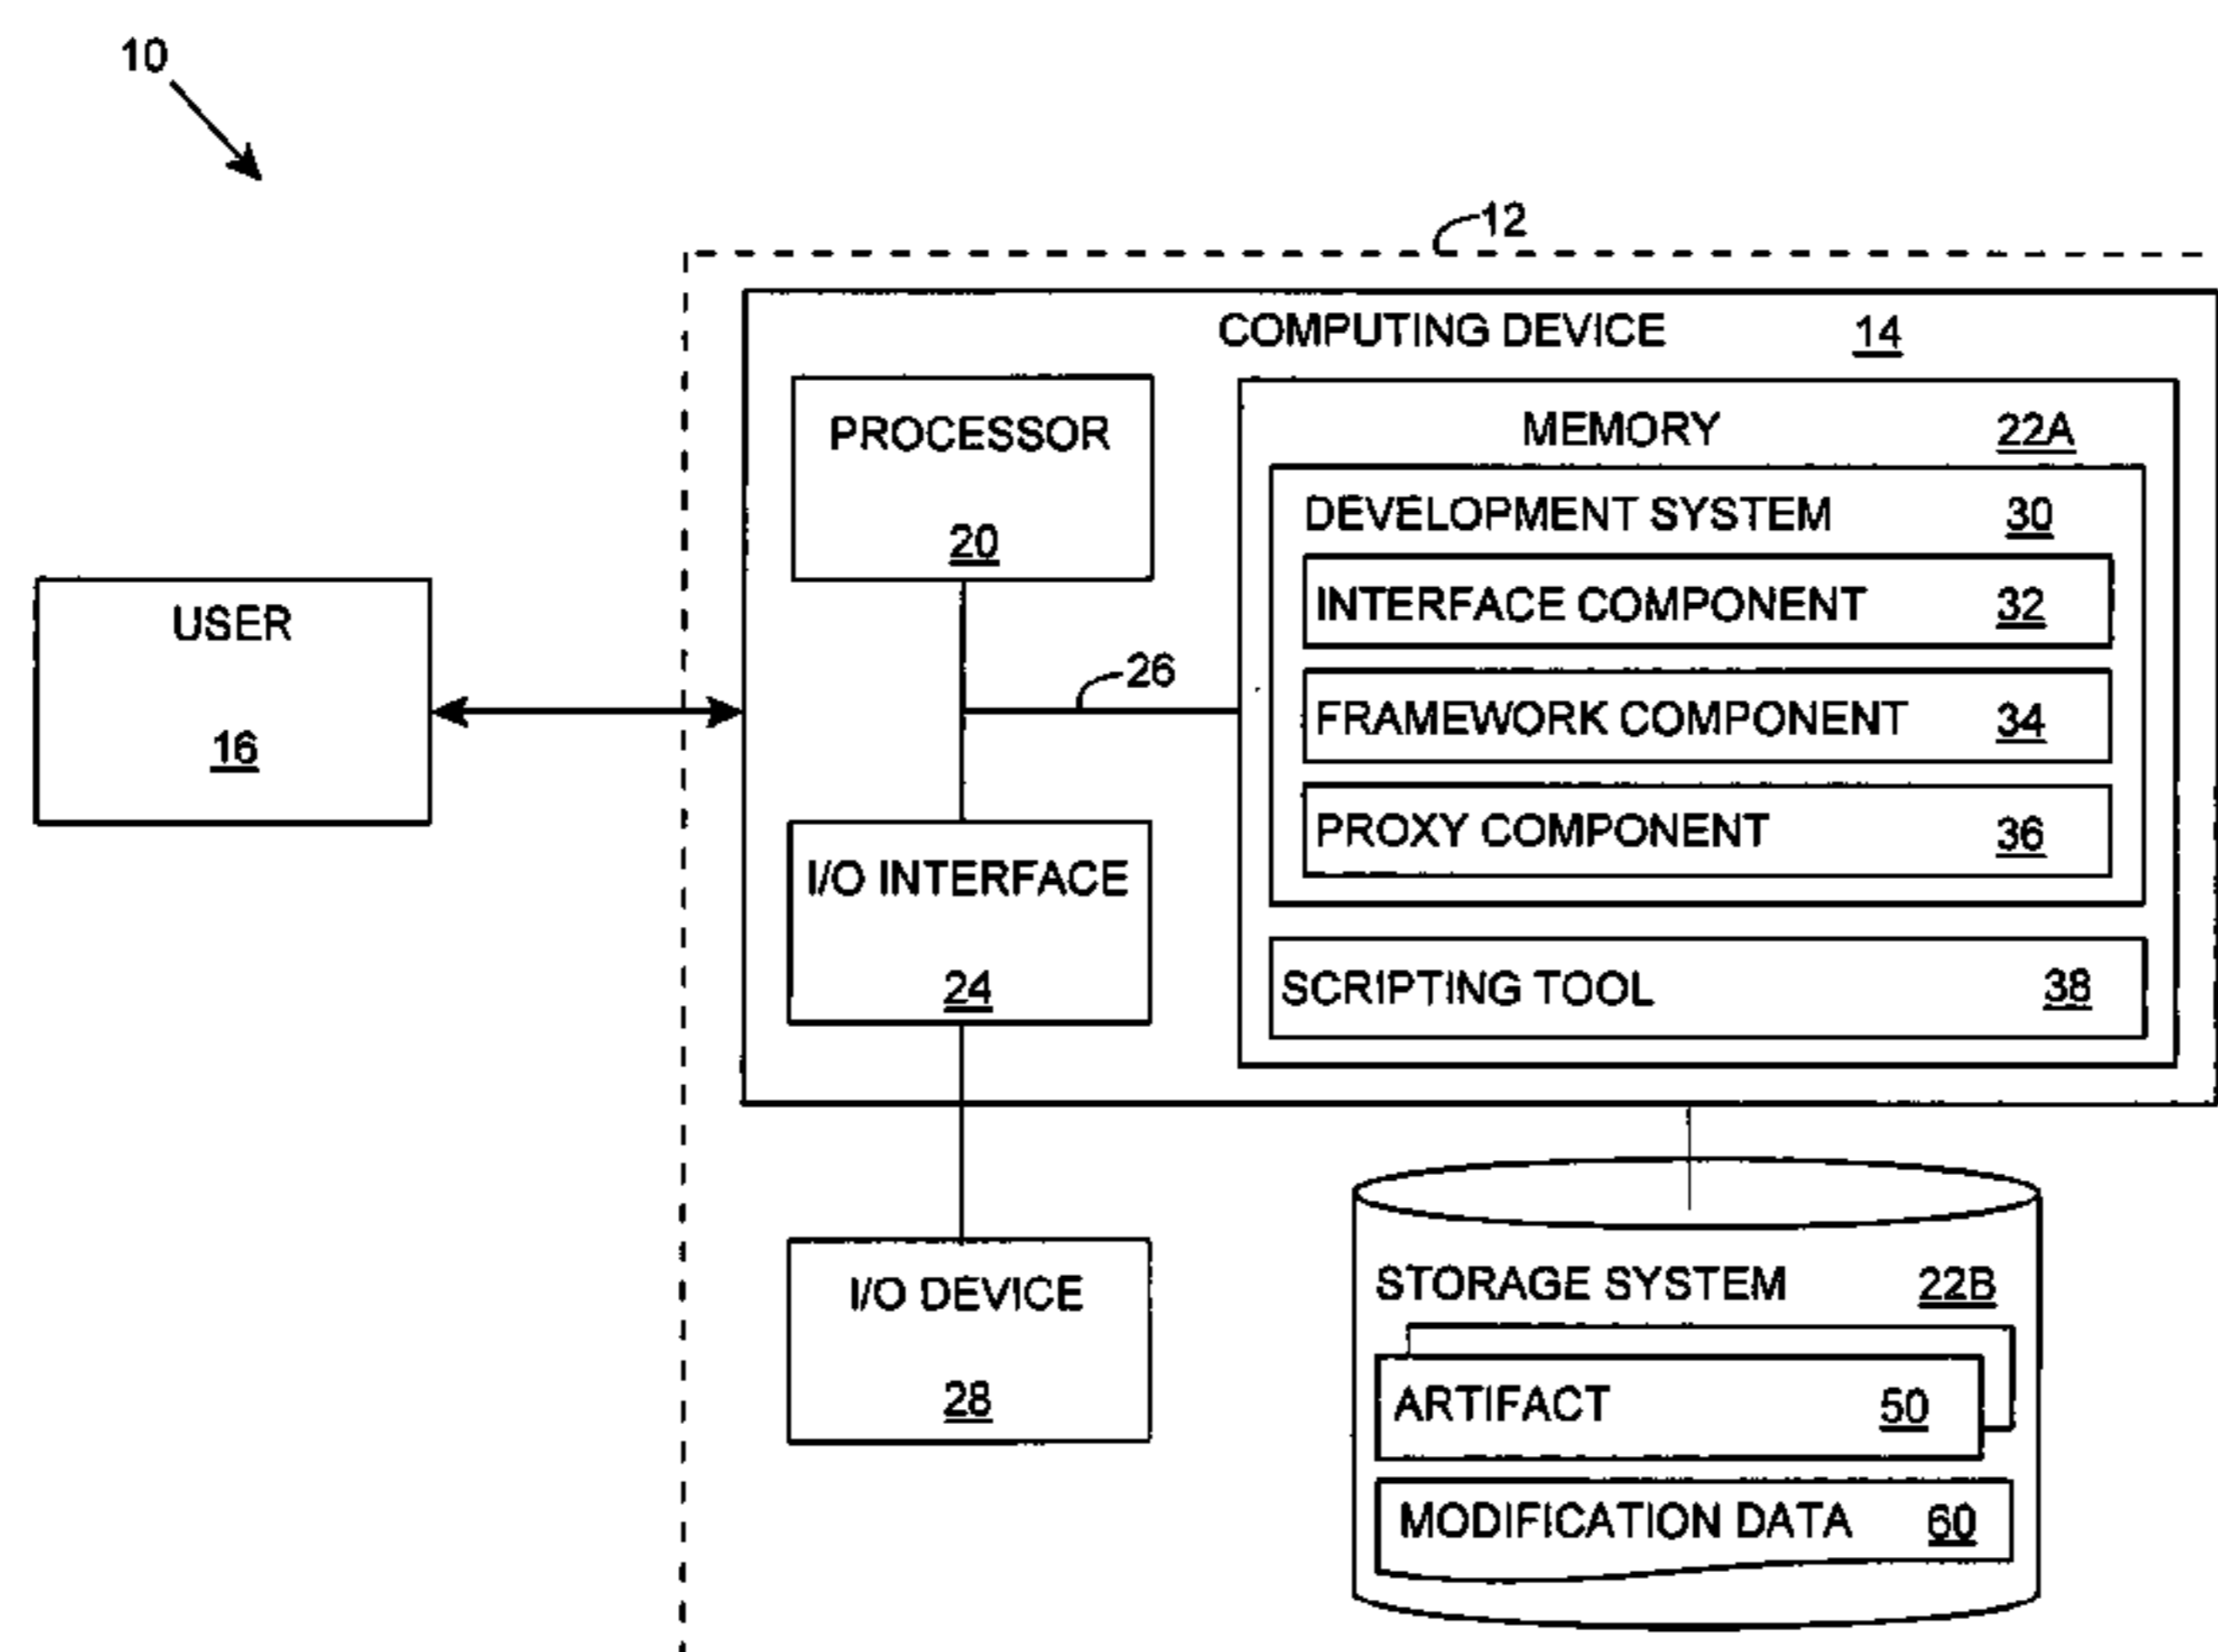 10
12
COMPUTING DEVICE 14
PROCESSOR
20
MEMORY 22A
DEVELOPMENT SYSTEM 30
INTERFACE COMPONENT 32
USER
16
26
FRAMEWORK COMPONENT 34
PROXY COMPONENT 36
I/O INTERFACE
24
SCRIPTING TOOL 38
I/O DEVICE
28
STORAGE SYSTEM 22B
ARTIFACT 50
MODIFICATION DATA 60